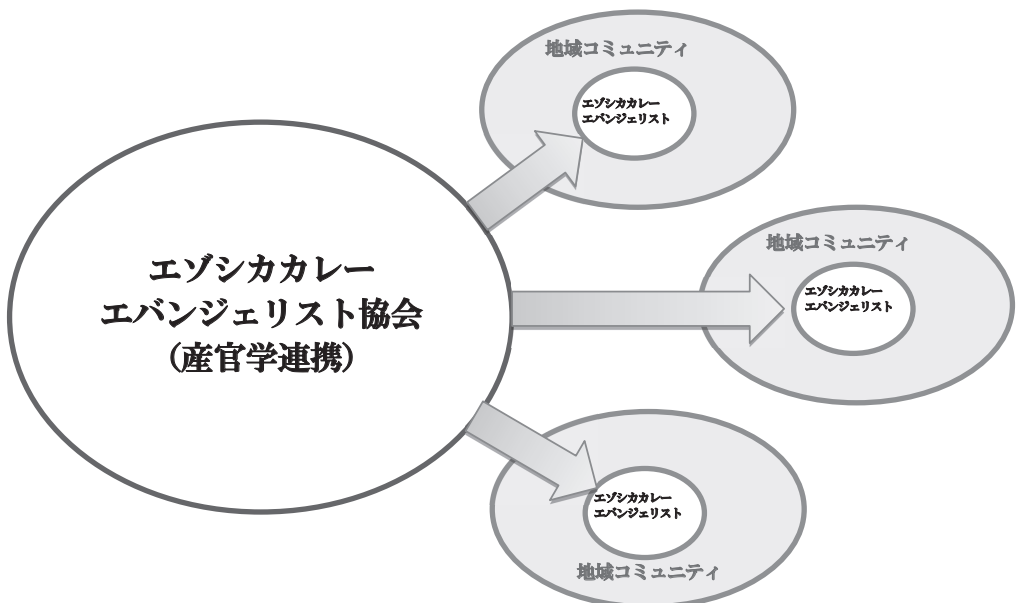 地域コミュニティ
エゾシカカレー
エバンジェリスト
エゾシカカレー
エバンジェリスト協会
（産官学連携）
地域コミュニティ
エゾシカカレー
エバンジェリスト
エゾシカカレー
エバンジェリスト
地域コミュニティ